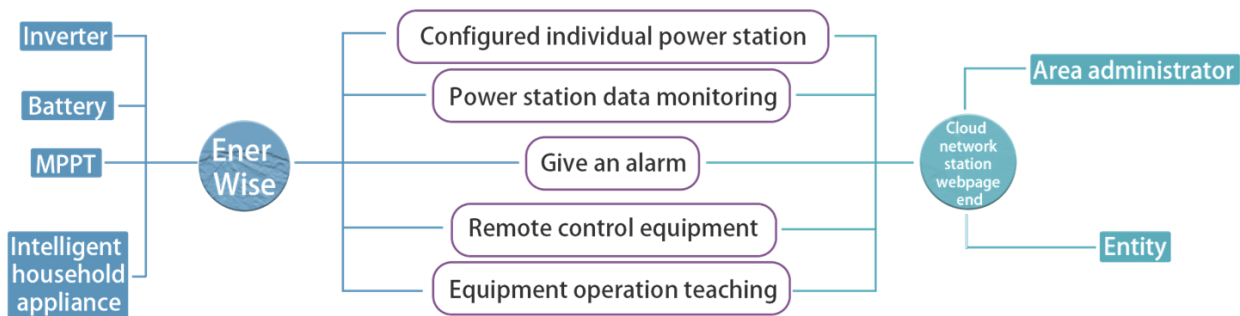 Inverter
Battery
MPPT
Intelligent
household
appliance
Ener
Wise
Configured individual power station
Power station data monitoring
Give an alarm
Remote control equipment
Equipment operation teaching
Cloud
network
station
webpage
end
Area administrator
Entity